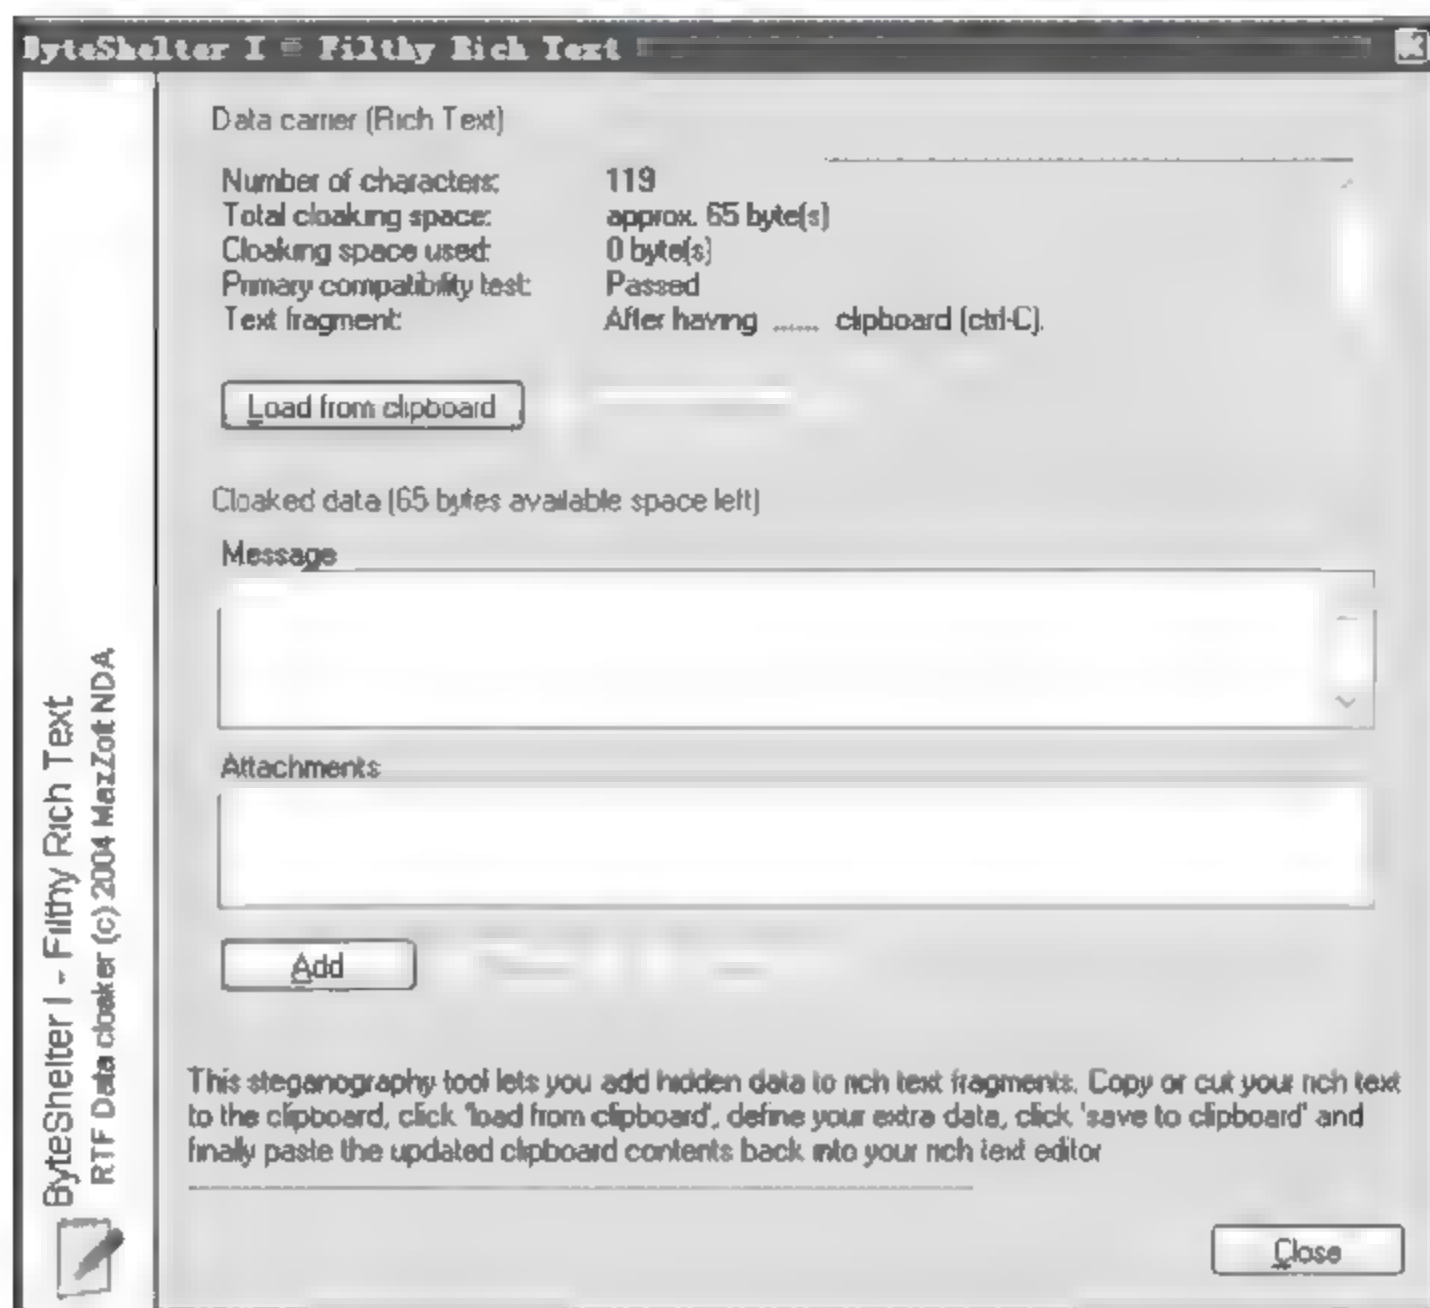 ByteShelter I - Filthy Rich Text
Data carrier (Rich Text)
Number of characters: 119
Total cloaking space: approx. 65 byte(s)
Cloaking space used: 0 byte(s)
Primary compatibility test: Passed
Text fragment: After having ...... clipboard (ctrl-C).
Load from clipboard
Cloaked data (65 bytes available space left)
Message
Attachments
Add
This steganography tool lets you add hidden data to rich text fragments. Copy or cut your rich text
to the clipboard, click 'load from clipboard', define your extra data, click 'save to clipboard' and
finally paste the updated clipboard contents back into your rich text editor
Close
ByteShelter I - Filthy Rich Text
RTF Data cloaker (c) 2004 MazZoft NDA